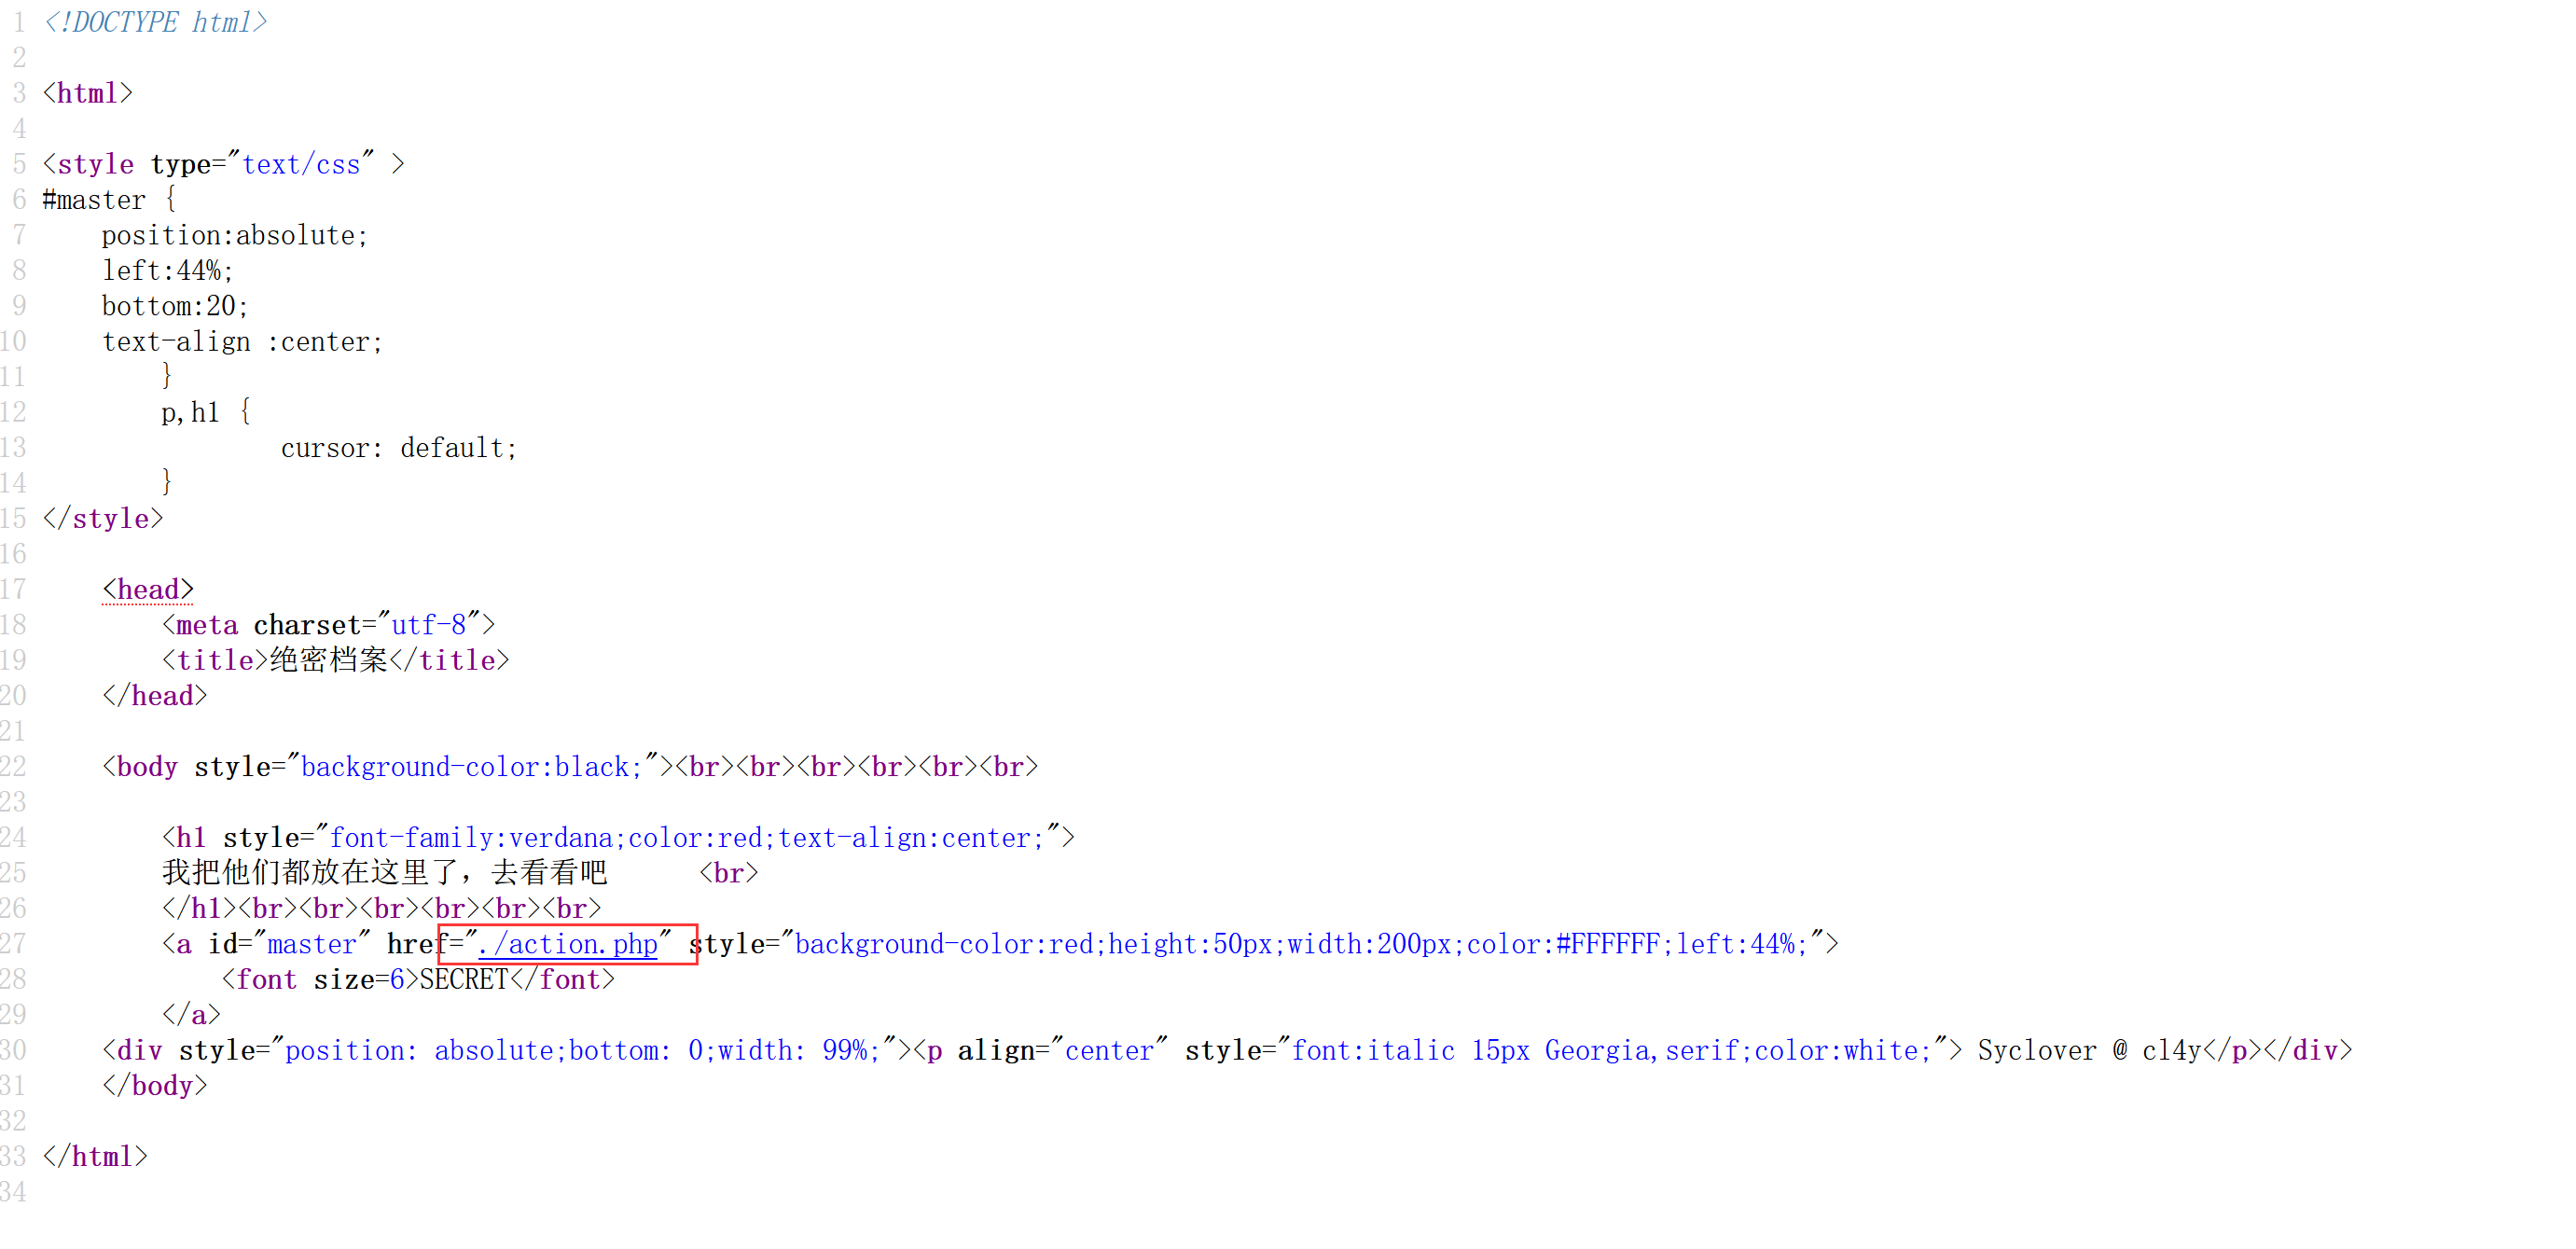 1 <!DOCTYPE html>
2
3 <html>
4
5 <style type="text/css" >
6 #master {
7     position:absolute;
8     left:44%;
9     bottom:20;
10     text-align :center;
11         }
12         p,h1 {
13                 cursor: default;
14         }
15 </style>
16
17     <head>
18         <meta charset="utf-8">
19         <title>绝密档案</title>
20     </head>
21
22     <body style="background-color:black;"><br><br><br><br><br><br>
23
24         <h1 style="font-family:verdana;color:red;text-align:center;">
25         我把他们都放在这里了，去看看吧      <br>
26         </h1><br><br><br><br><br><br>
27         <a id="master" href="./action.php" style="background-color:red;height:50px;width:200px;color:#FFFFFF;left:44%;">
28             <font size=6>SECRET</font>
29         </a>
30     <div style="position: absolute;bottom: 0;width: 99%;"><p align="center" style="font:italic 15px Georgia,serif;color:white;"> Syclover @ cl4y</p></div>
31     </body>
32
33 </html>
34